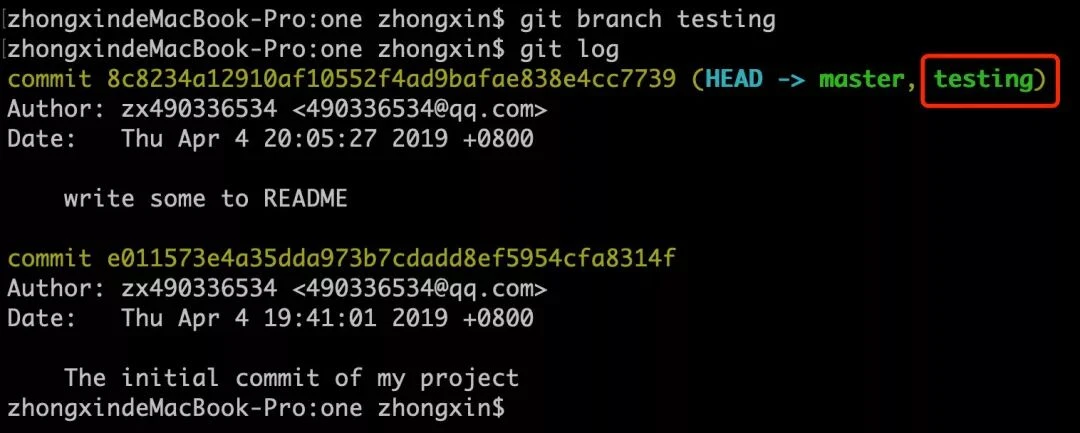 [zhongxindeMacBook-Pro:one zhongxin$ git branch testing
[zhongxindeMacBook-Pro:one zhongxin$ git log
commit 8c8234a12910af10552f4ad9bafae838e4cc7739 (HEAD -> master, testing)
Author: zx490336534 <490336534@qq.com>
Date:   Thu Apr 4 20:05:27 2019 +0800
    write some to README
commit e011573e4a35dda973b7cdadd8ef5954cfa8314f
Author: zx490336534 <490336534@qq.com>
Date:   Thu Apr 4 19:41:01 2019 +0800
    The initial commit of my project
zhongxindeMacBook-Pro:one zhongxin$